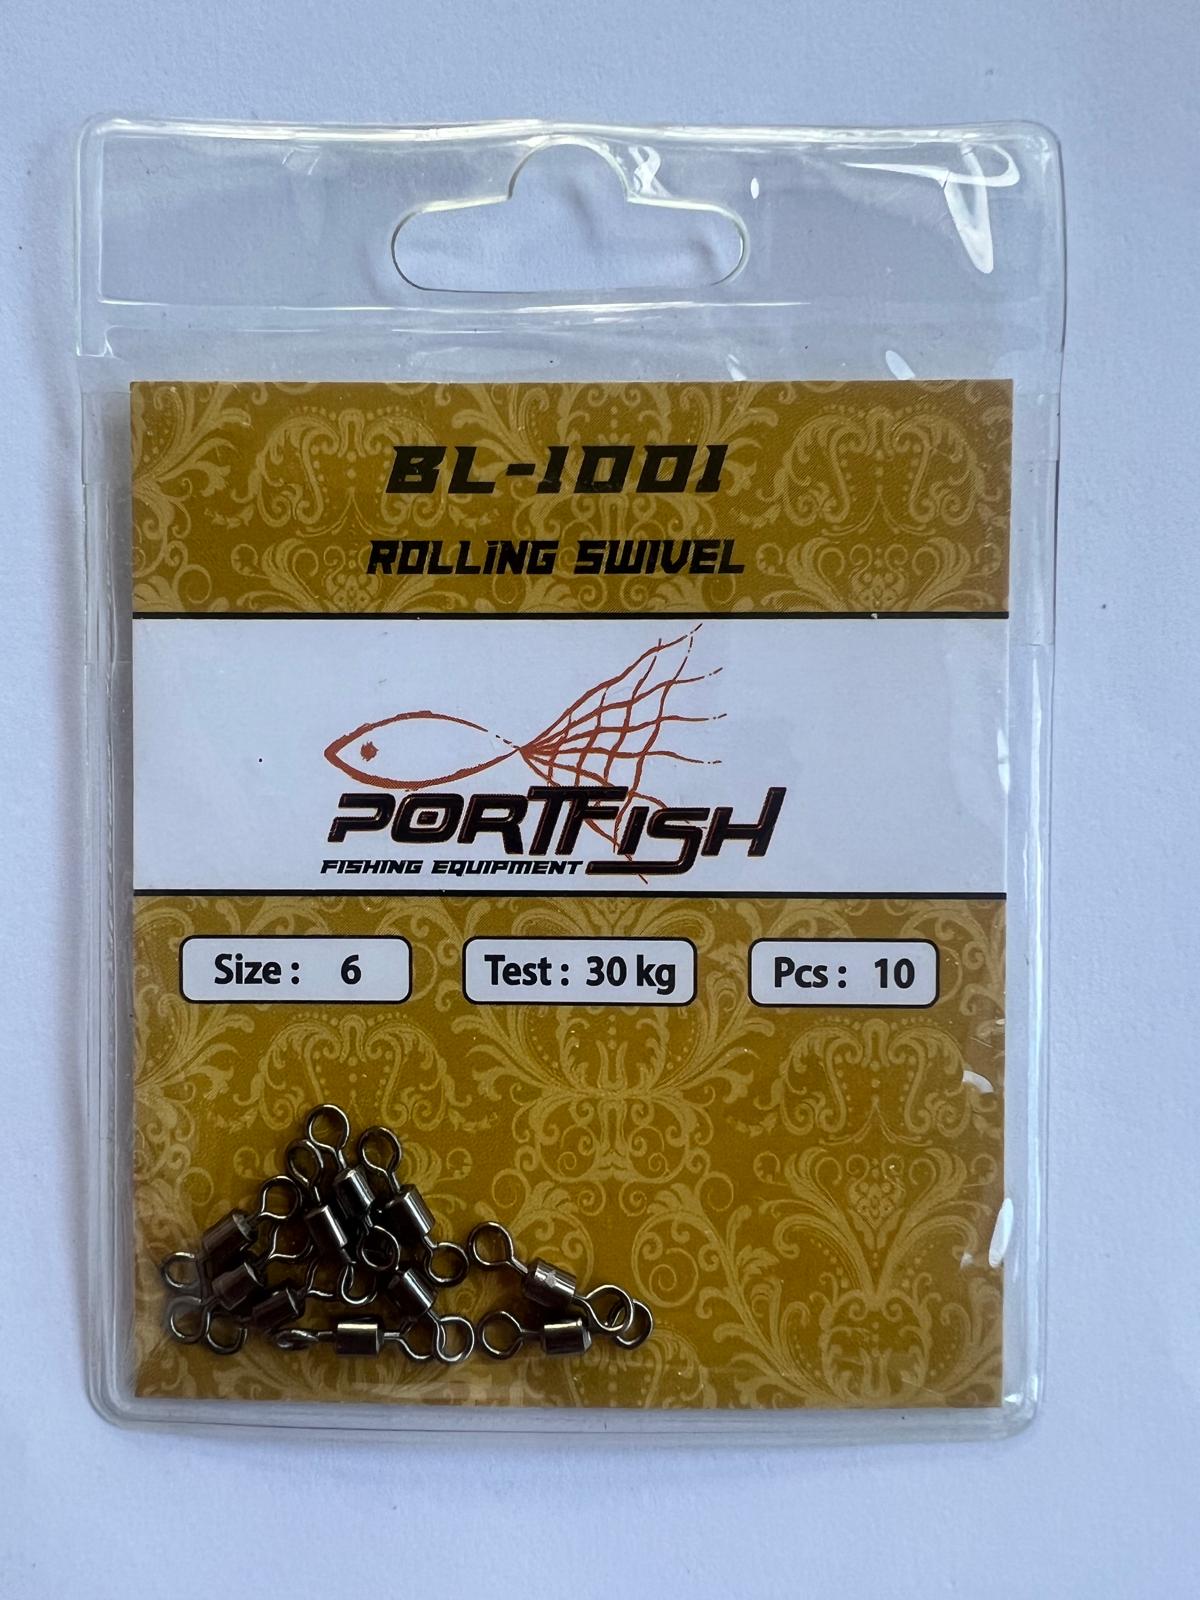 BL-1001
ROLLING SWIVEL
PORTFISH
FISHING EQUIPMENT
Size : 6
Test : 30 kg
Pcs : 10